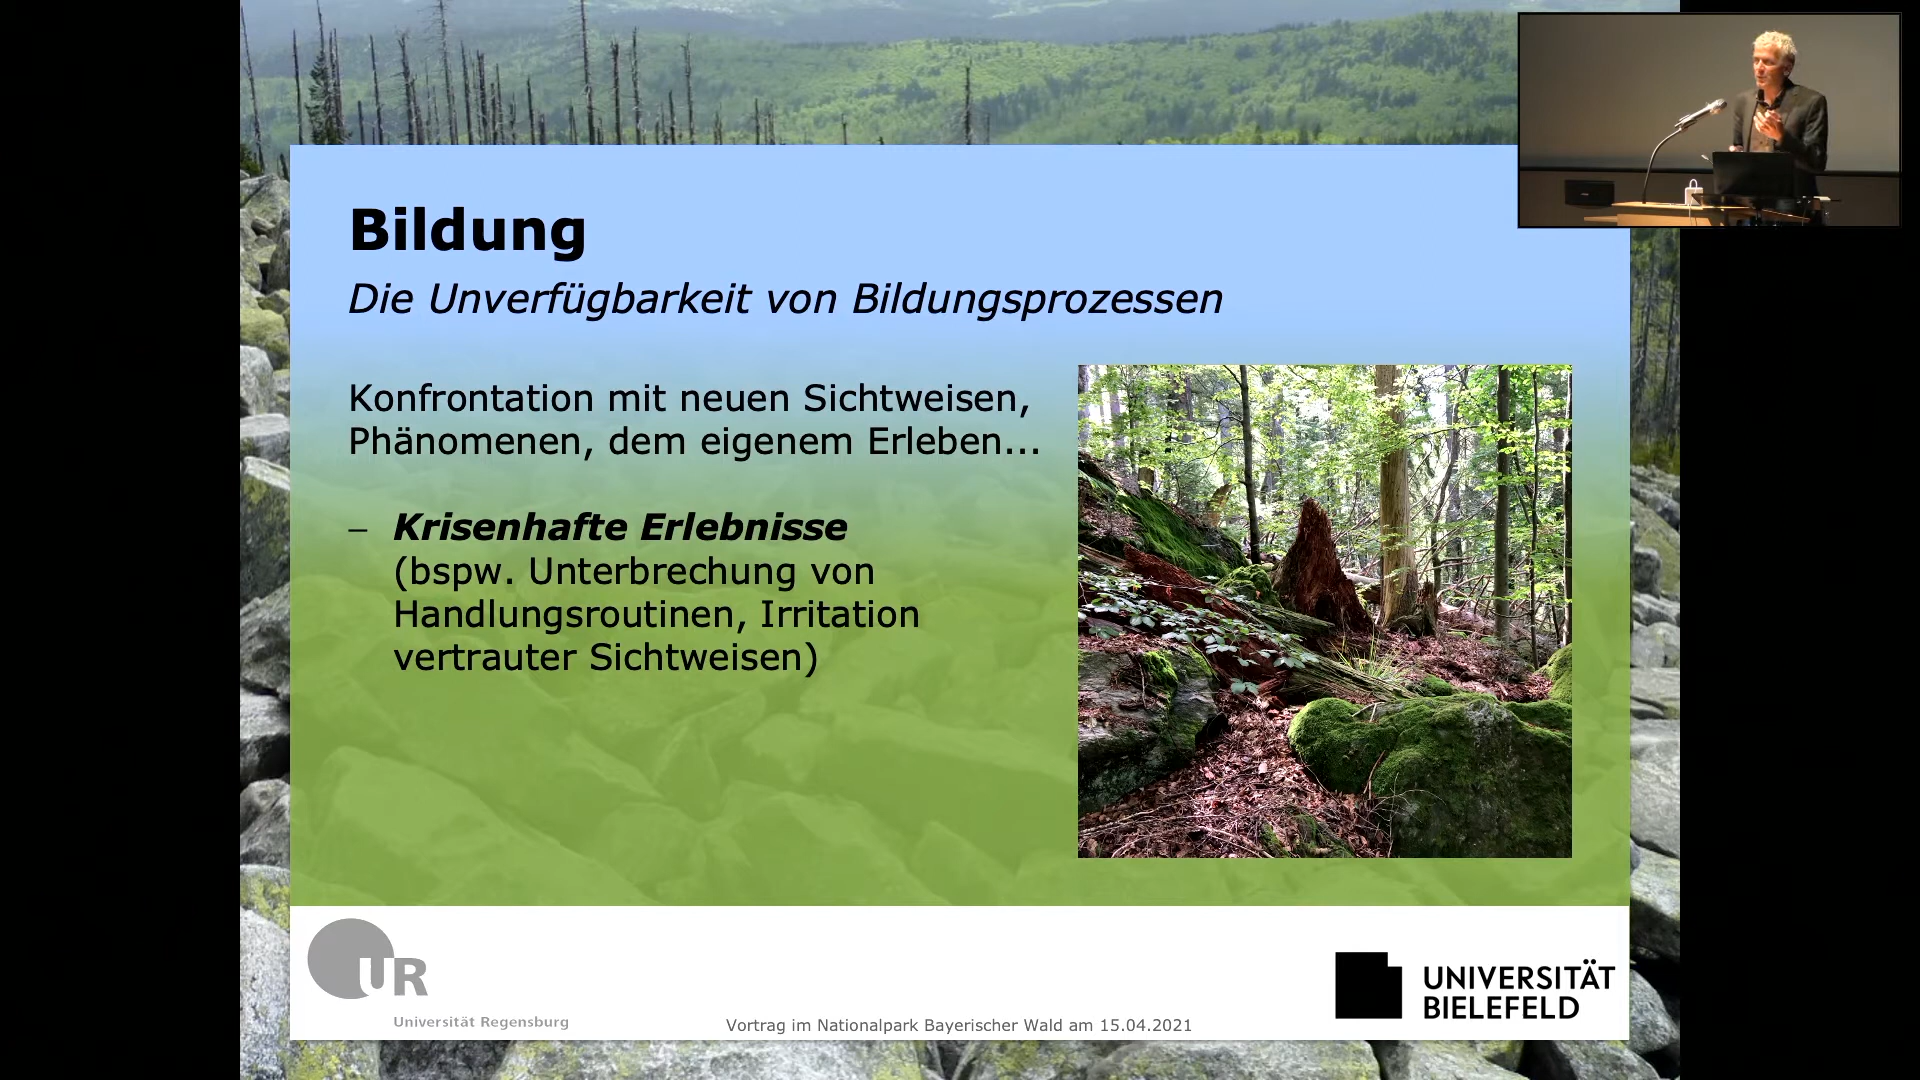 Bildung
Die Unverfügbarkeit von Bildungsprozessen
Konfrontation mit neuen Sichtweisen,
Phänomenen, dem eigenem Erleben...
– Krisenhafte Erlebnisse
(bspw. Unterbrechung von
Handlungsroutinen, Irritation
vertrauter Sichtweisen)
UR
Universität Regensburg
Vortrag im Nationalpark Bayerischer Wald am 15.04.2021
UNIVERSITÄT
BIELEFELD